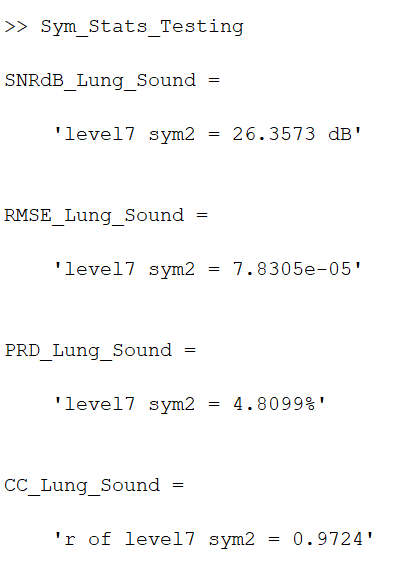 >> Sym_Stats_Testing
SNRdB_Lung_Sound =
'level7 sym2 = 26.3573 dB'
RMSE_Lung_Sound =
'level7 sym2 = 7.8305e-05'
PRD_Lung_Sound =
'level7 sym2 = 4.8099%'
CC_Lung_Sound =
'r of level7 sym2 = 0.9724'